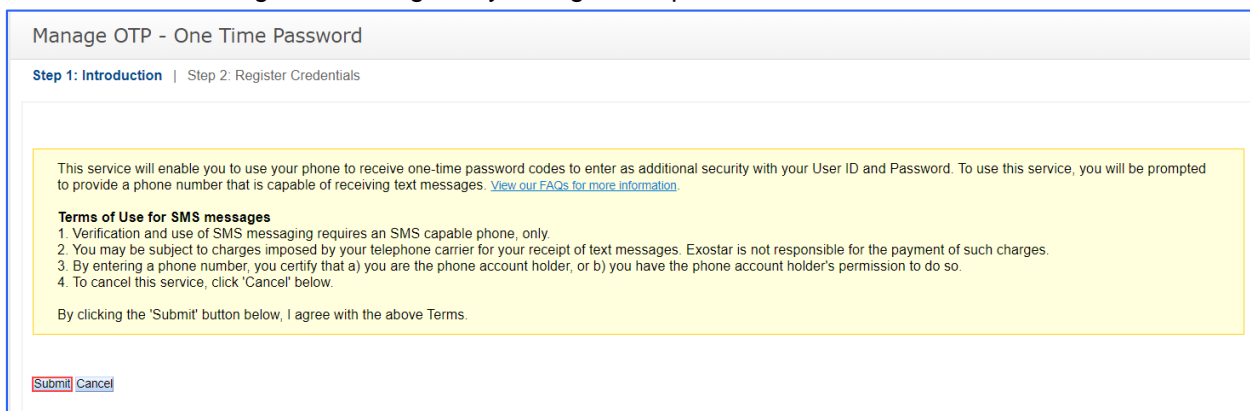 Manage OTP - One Time Password
Step 1: Introduction | Step 2: Register Credentials
This service will enable you to use your phone to receive one-time password codes to enter as additional security with your User ID and Password. To use this service, you will be prompted
to provide a phone number that is capable of receiving text messages. View our FAQs for more information.
Terms of Use for SMS messages
1. Verification and use of SMS messaging requires an SMS capable phone, only.
2. You may be subject to charges imposed by your telephone carrier for your receipt of text messages. Exostar is not responsible for the payment of such charges.
3. By entering a phone number, you certify that a) you are the phone account holder, or b) you have the phone account holder's permission to do so.
4. To cancel this service, click 'Cancel' below.
By clicking the 'Submit' button below, I agree with the above Terms.
Submit Cancel